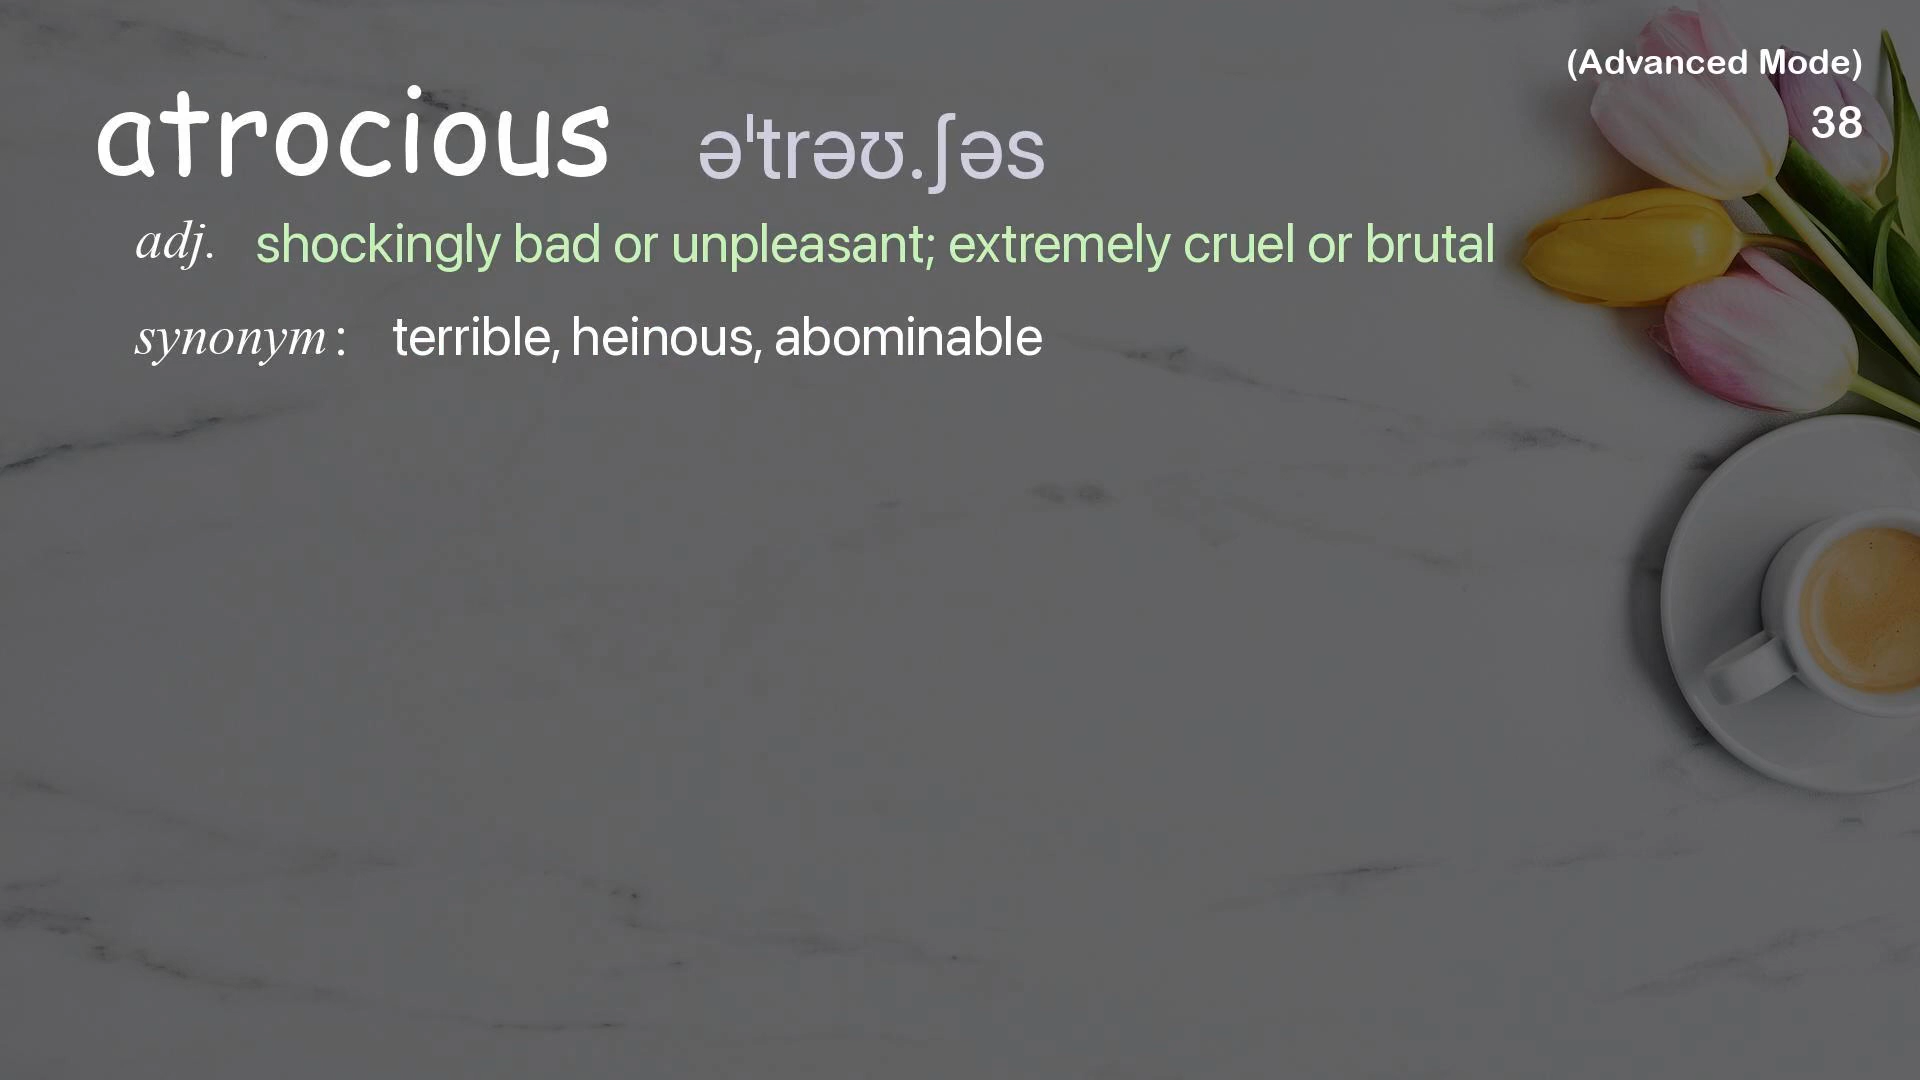 (Advanced Mode)
38
atrocious əˈtrəʊ.ʃəs
adj. shockingly bad or unpleasant; extremely cruel or brutal
synonym: terrible, heinous, abominable